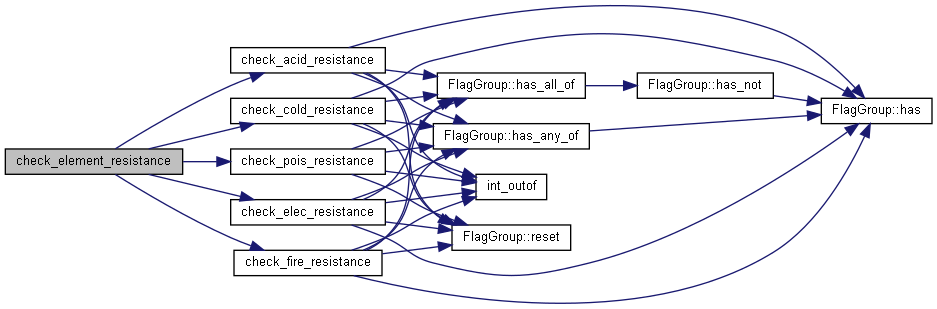 check_element_resistance
check_acid_resistance
check_cold_resistance
check_pois_resistance
check_elec_resistance
check_fire_resistance
FlagGroup::has_all_of
FlagGroup::has_any_of
int_outof
FlagGroup::reset
FlagGroup::has_not
FlagGroup::has